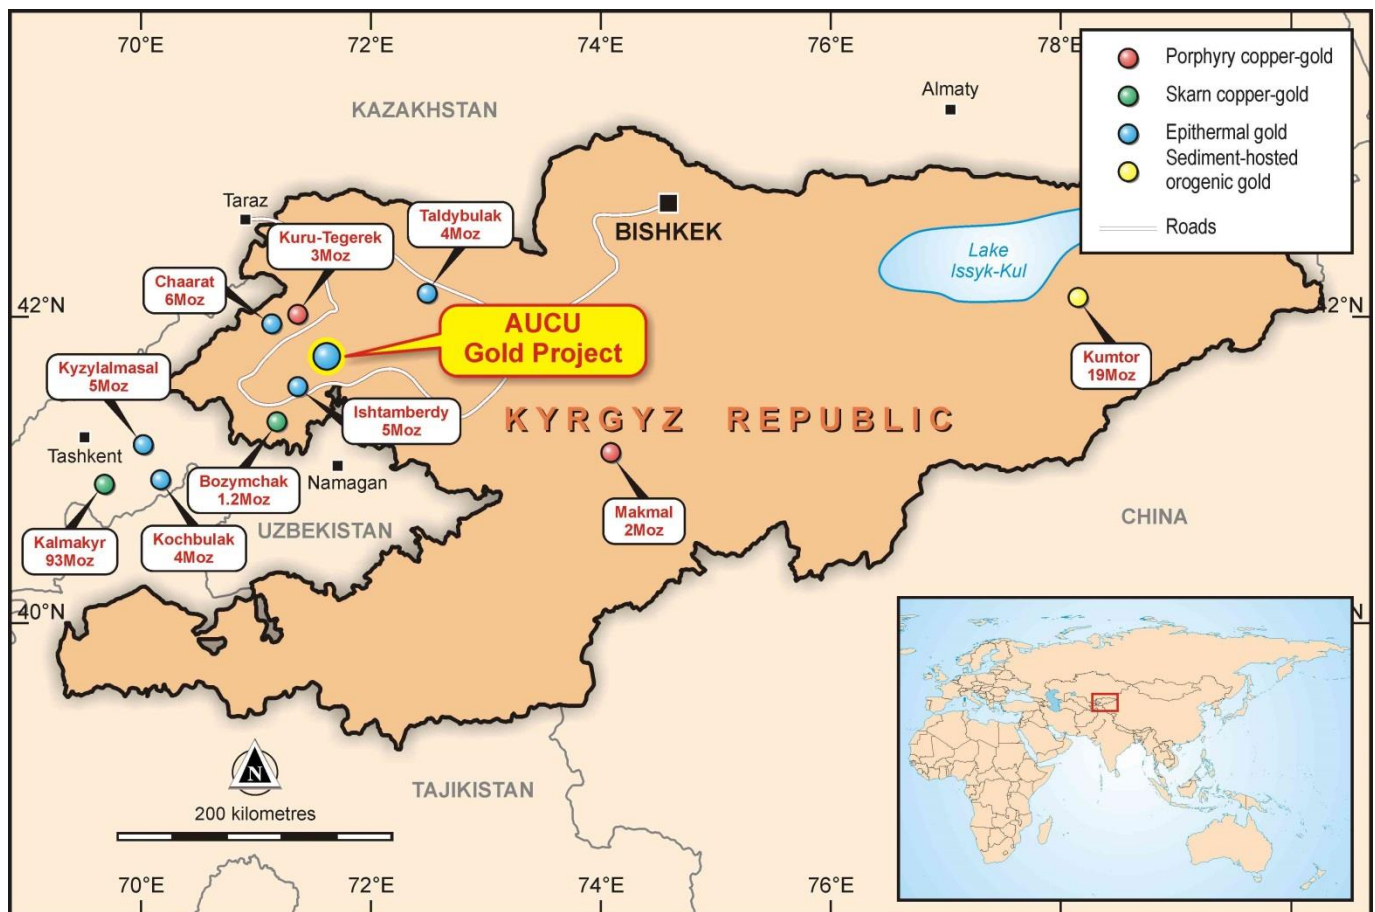 70°E
72°E
74°E
76°E
78°E
Porphyry copper-gold
Skarn copper-gold
Epithermal gold
Sediment-hosted
orogenic gold
Roads
KAZAKHSTAN
Almaty
Taraz
Taldybulak
4Moz
Kuru-Tegerek
3Moz
BISHKEK
Lake
Issyk-Kul
Chaarat
6Moz
42°N
42°N
AUCU
Gold Project
Kumtor
19Moz
Kyzylalmasal
5Moz
Ishtamberdy
5Moz
KYRGYZ REPUBLIC
Tashkent
Bozymchak
1.2Moz
Namagan
Makmal
2Moz
CHINA
UZBEKISTAN
Kalmakyr
93Moz
Kochbulak
4Moz
40°N
N
TAJIKISTAN
200 kilometres
70°E
72°E
74°E
76°E